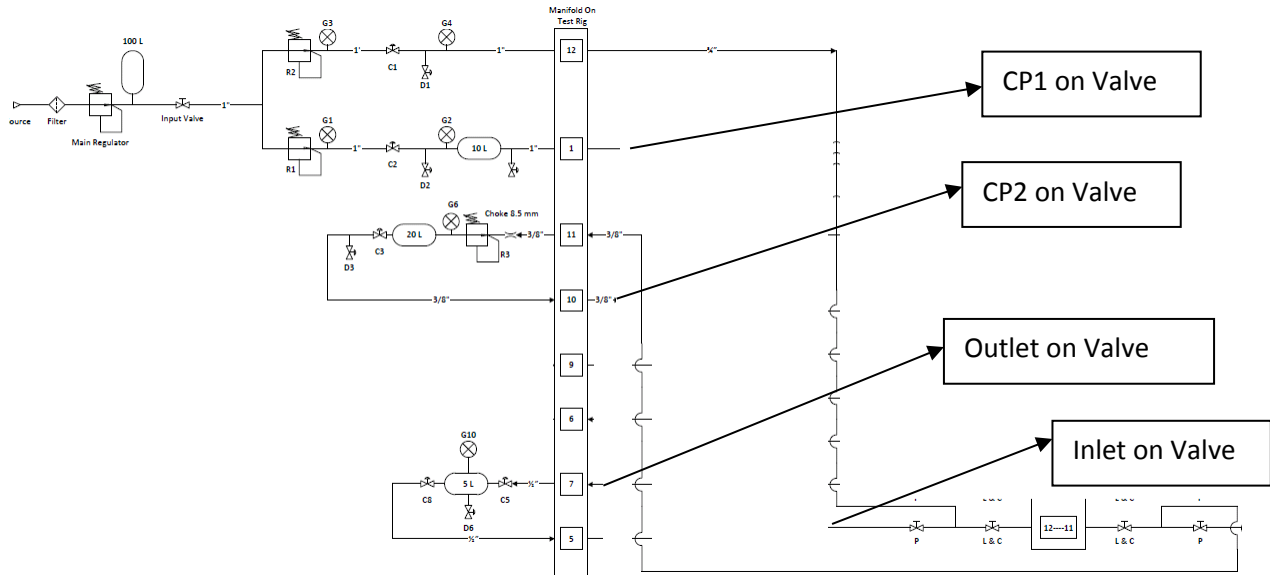 Manifold On
Test Rig
100 L
G3
G4
1'
1"
12
¾"
R2
C1
D1
ource
Filter
Main Regulator
Input Valve
1"
G1
G2
1"
10 L
1"
1
R1
C2
D2
CP1 on Valve
CP2 on Valve
G6
Choke 8.5 mm
20 L
3/8"
11
3/8"
C3
D3
R3
3/8"
10
3/8"
9
6
Outlet on Valve
Inlet on Valve
G10
5 L
½"
7
C8
C5
D6
½"
5
12----11
P
L & C
L & C
P